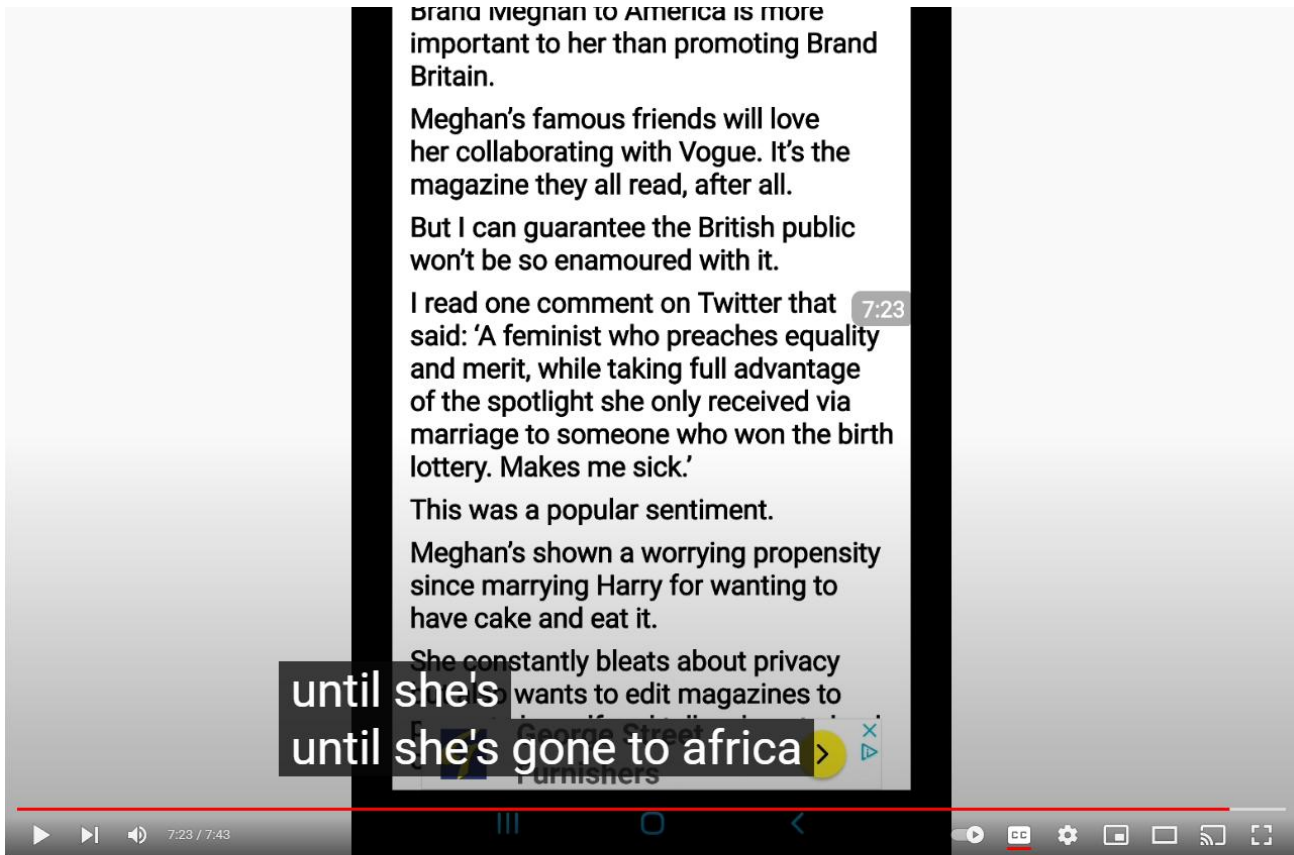 Brand Meghan to America is more
important to her than promoting Brand
Britain.
Meghan’s famous friends will love
her collaborating with Vogue. It’s the
magazine they all read, after all.
But I can guarantee the British public
won’t be so enamoured with it.
I read one comment on Twitter that
7:23
said: ‘A feminist who preaches equality
and merit, while taking full advantage
of the spotlight she only received via
marriage to someone who won the birth
lottery. Makes me sick.’
This was a popular sentiment.
Meghan’s shown a worrying propensity
since marrying Harry for wanting to
have cake and eat it.
She constantly bleats about privacy
wants to edit magazines to
until she's
George Street
Furnishers
until she's gone to africa
7:23 / 7:43
CC